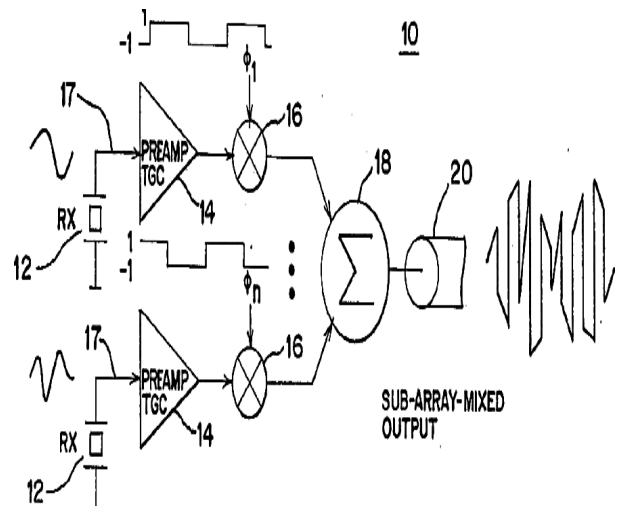 1
-1
10
ϕ1
17
16
PREAMP
TGC
18
20
RX
14
12
1
-1
ϕn
17
16
PREAMP
TGC
Σ
SUB-ARRAY-MIXED
OUTPUT
RX
14
12